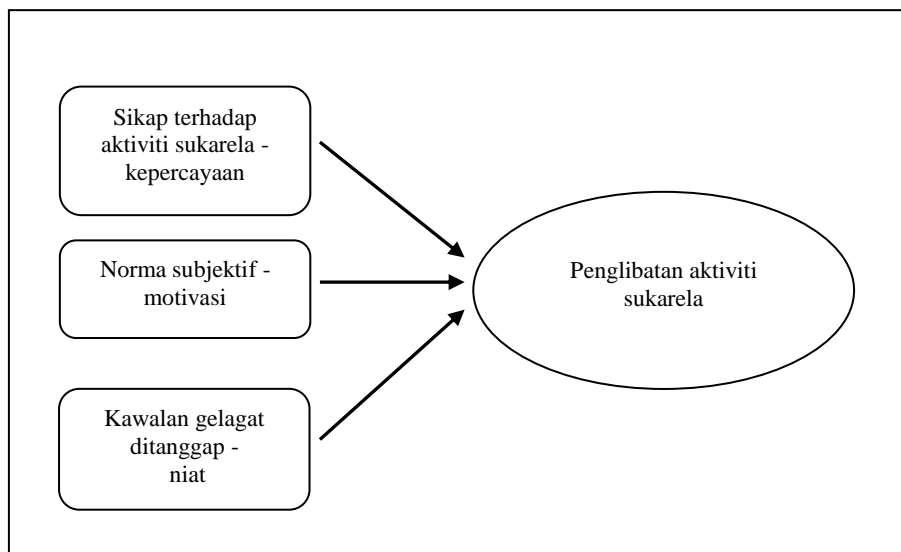 Sikap terhadap
aktiviti sukarela -
kepercayaan
Norma subjektif -
motivasi
Kawalan gelagat
ditanggap -
niat
Penglibatan aktiviti
sukarela